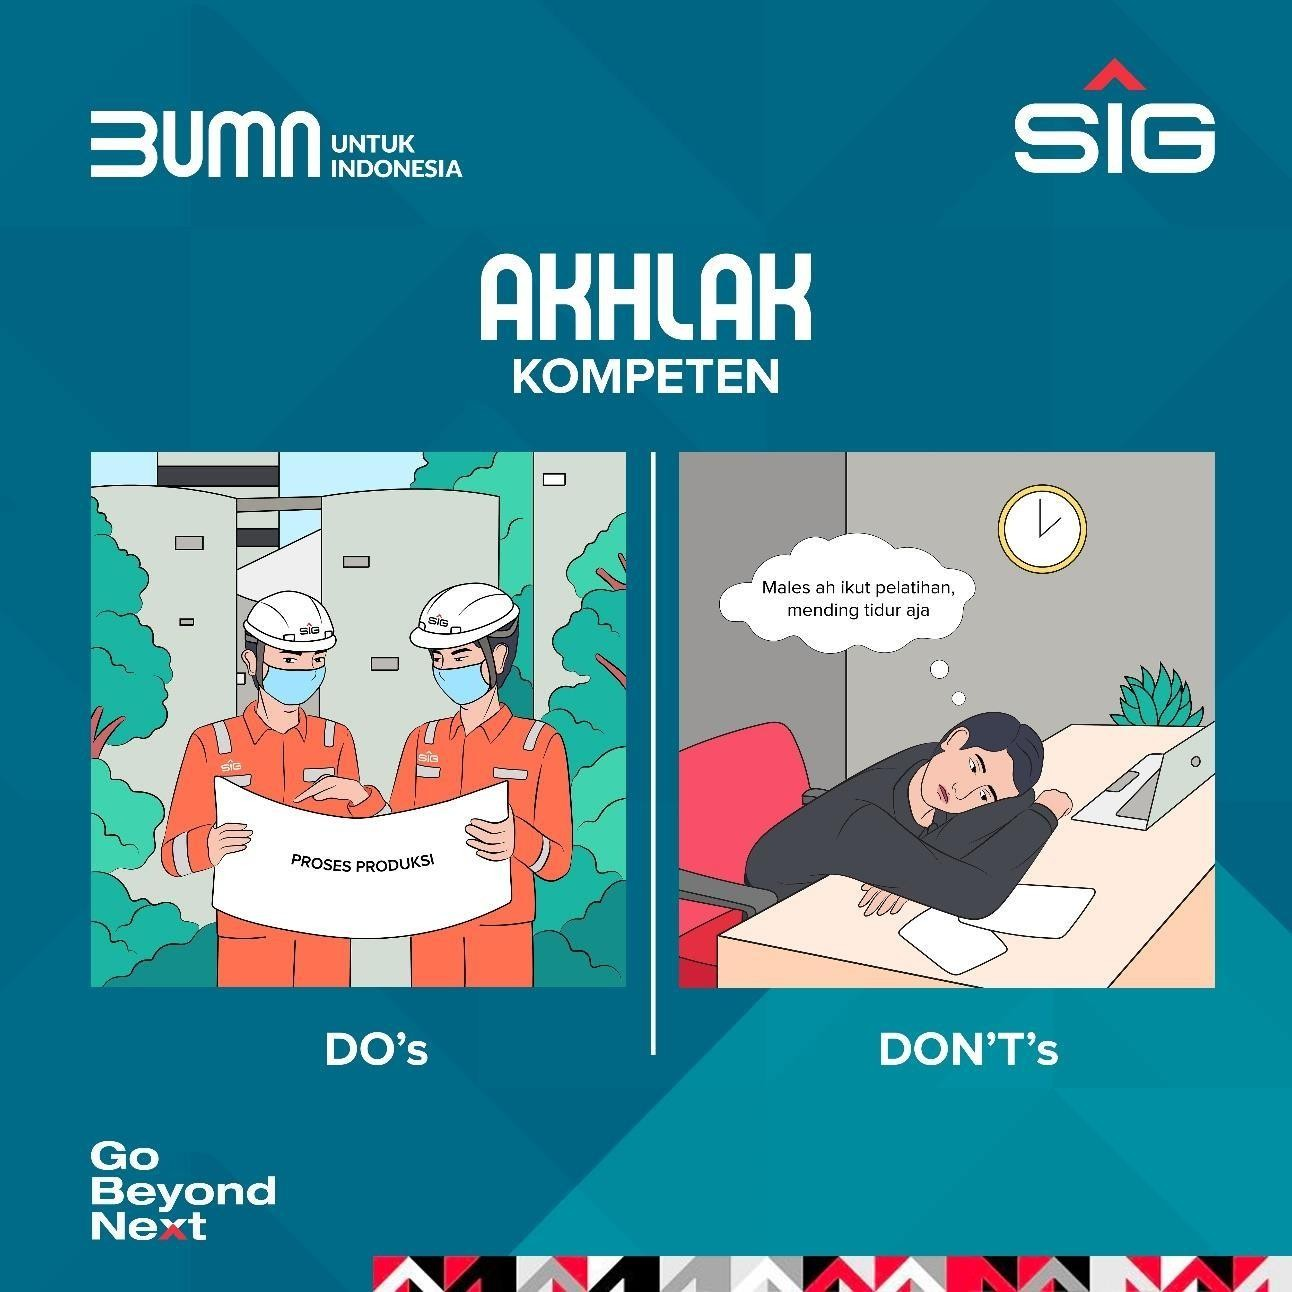 BUMN UNTUK
INDONESIA
SIG
AKHLAK
KOMPETEN
SIG
SIG
SIG
SIG
PROSES PRODUKSI
Males ah ikut pelatihan,
mending tidur aja
DO's
DON'T's
Go
Beyond
Next